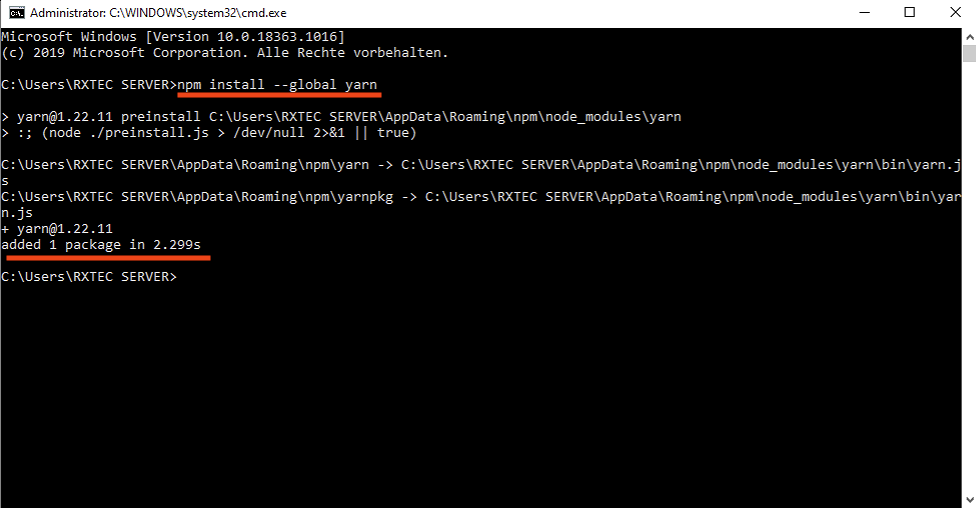 Administrator: C:\WINDOWS\system32\cmd.exe
Microsoft Windows [Version 10.0.18363.1016]
(c) 2019 Microsoft Corporation. Alle Rechte vorbehalten.
C:\Users\RXTEC SERVER>npm install --global yarn
> yarn@1.22.11 preinstall C:\Users\RXTEC SERVER\AppData\Roaming\npm\node_modules\yarn
> :; (node ./preinstall.js > /dev/null 2>&1 || true)
C:\Users\RXTEC SERVER\AppData\Roaming\npm\yarn -> C:\Users\RXTEC SERVER\AppData\Roaming\npm\node_modules\yarn\bin\yarn.j
s
C:\Users\RXTEC SERVER\AppData\Roaming\npm\yarnpkg -> C:\Users\RXTEC SERVER\AppData\Roaming\npm\node_modules\yarn\bin\yar
n.js
+ yarn@1.22.11
added 1 package in 2.299s
C:\Users\RXTEC SERVER>